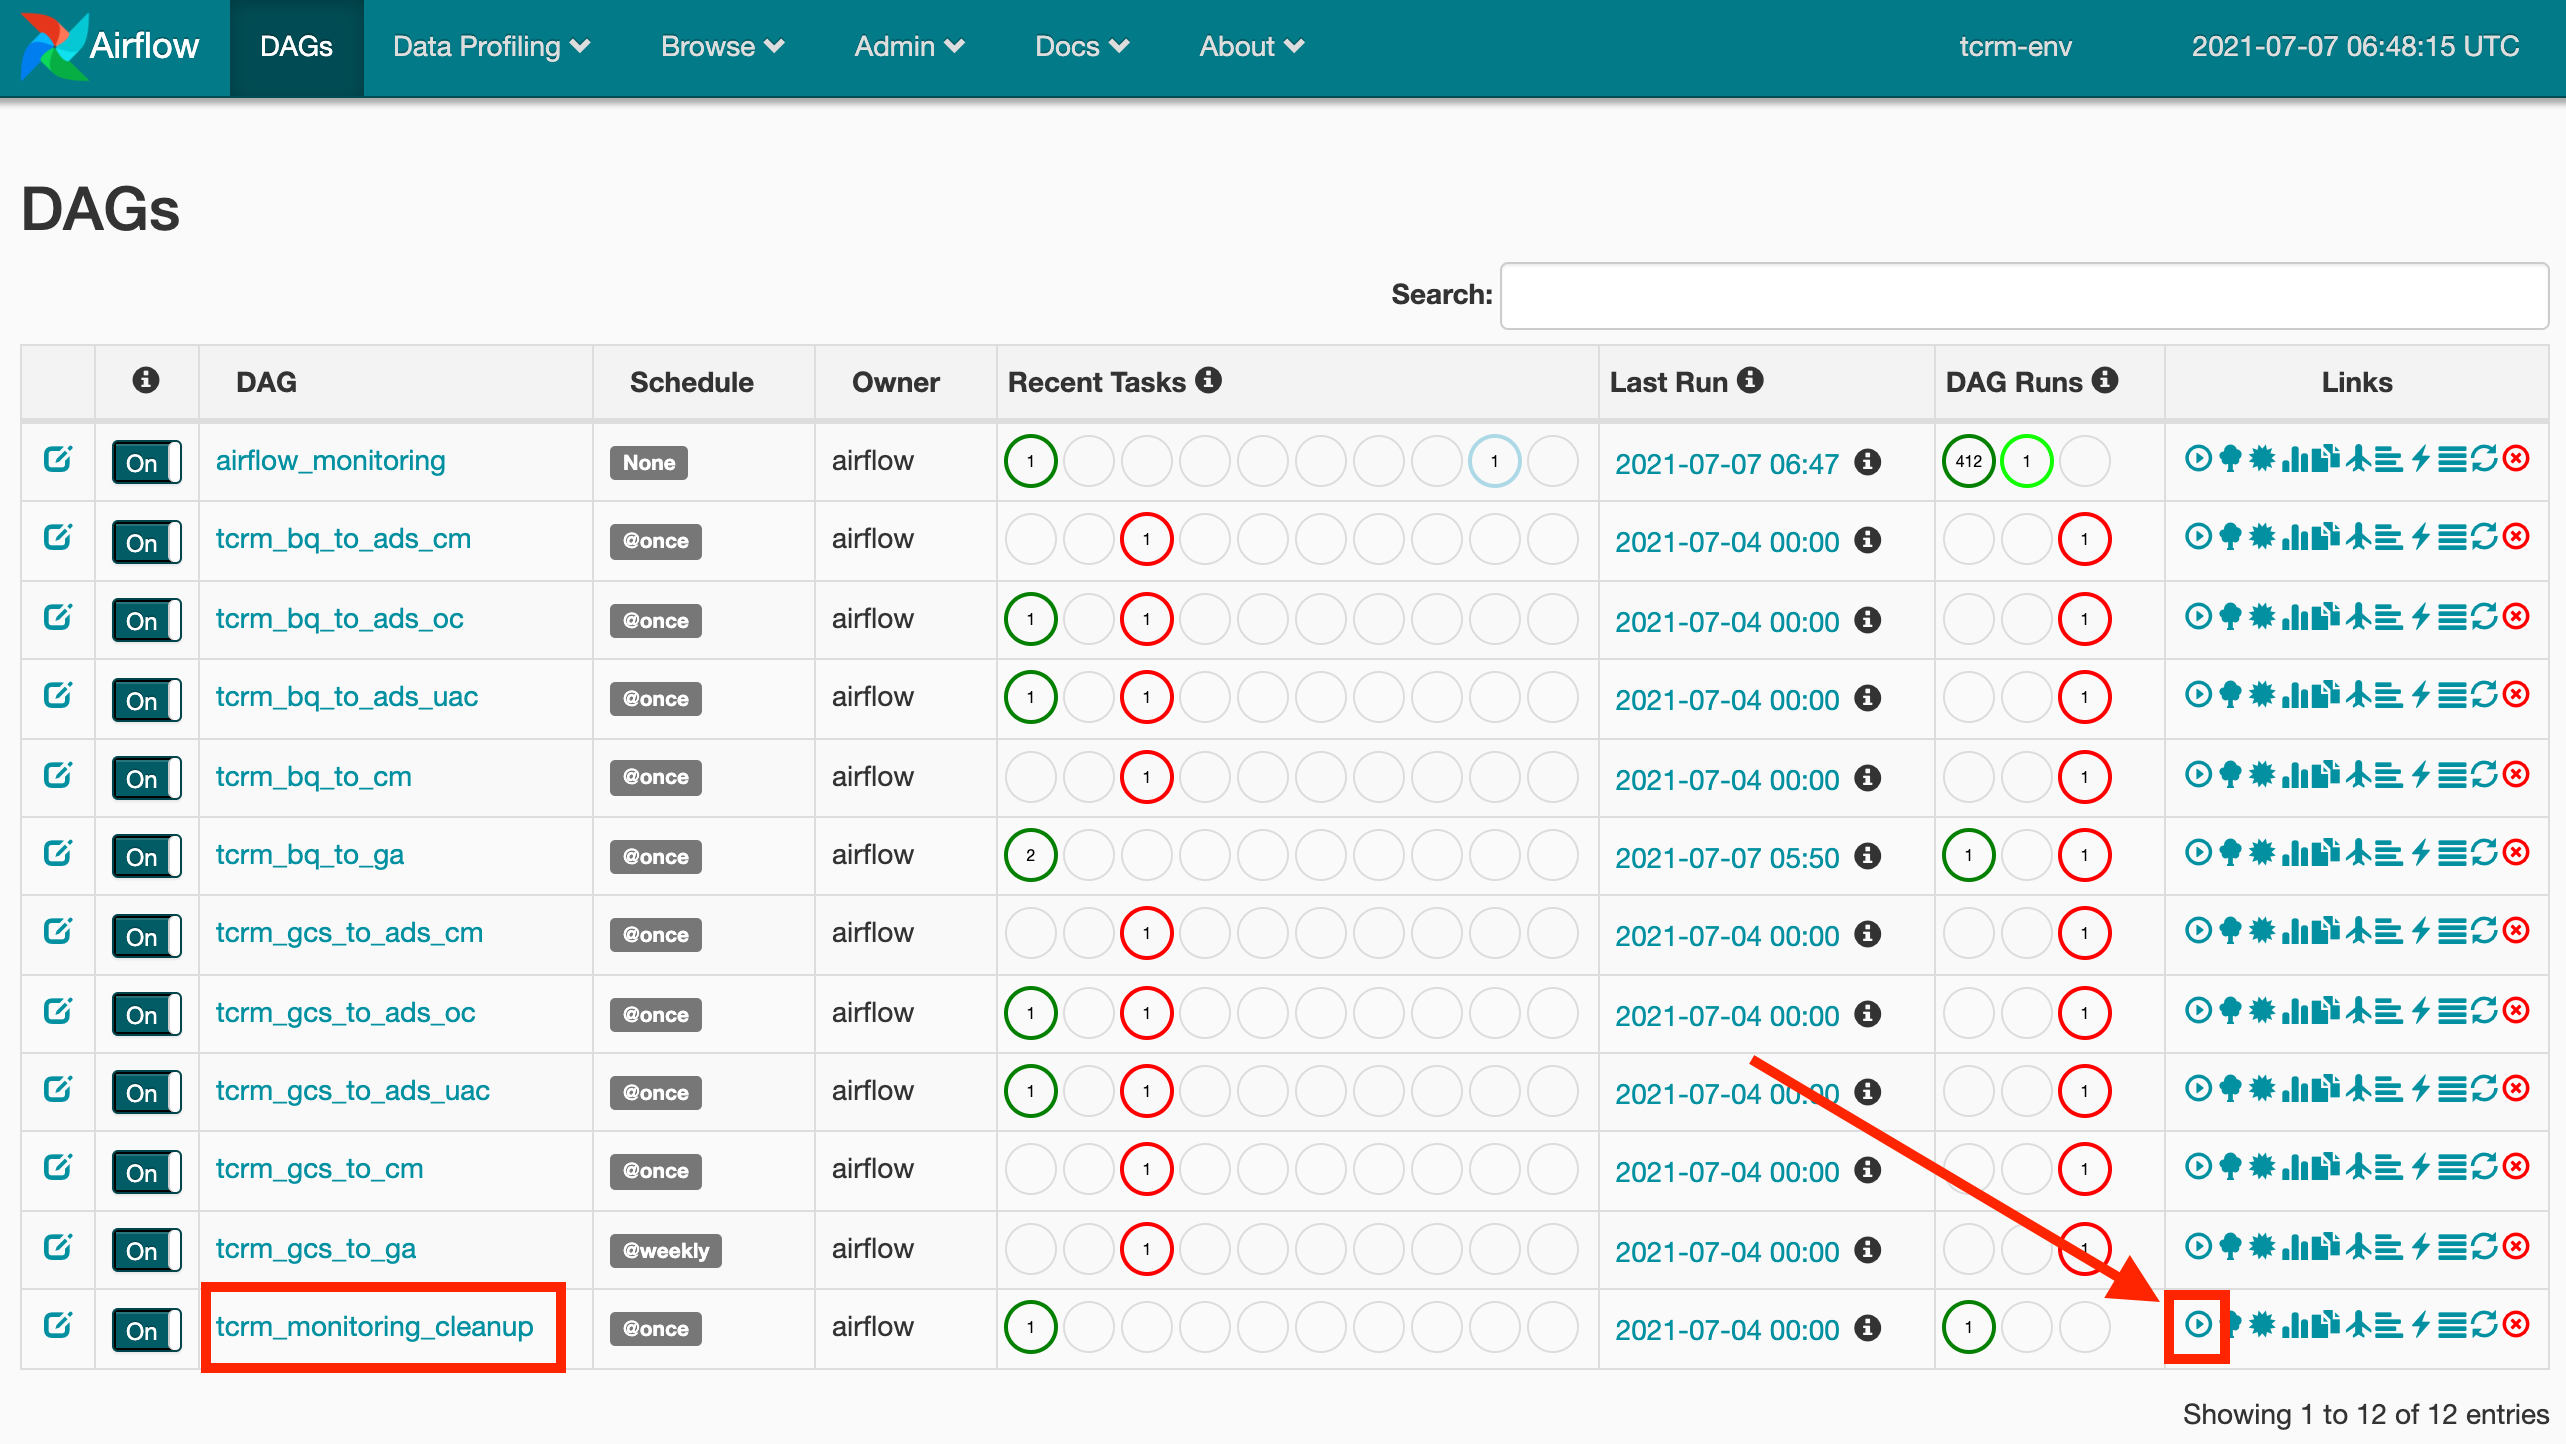 Airflow DAGs Data Profiling Browse Admin Docs About tcrm-env 2021-07-07 06:48:15 UTC
DAGs
Search:
DAG Schedule Owner Recent Tasks Last Run DAG Runs Links
On airflow_monitoring None airflow 1 1 2021-07-07 06:47 412 1
On tcrm_bq_to_ads_cm @once airflow 1 2021-07-04 00:00 1
On tcrm_bq_to_ads_oc @once airflow 1 1 2021-07-04 00:00 1
On tcrm_bq_to_ads_uac @once airflow 1 1 2021-07-04 00:00 1
On tcrm_bq_to_cm @once airflow 1 2021-07-04 00:00 1
On tcrm_bq_to_ga @once airflow 2 2021-07-07 05:50 1 1
On tcrm_gcs_to_ads_cm @once airflow 1 2021-07-04 00:00 1
On tcrm_gcs_to_ads_oc @once airflow 1 1 2021-07-04 00:00 1
On tcrm_gcs_to_ads_uac @once airflow 1 1 2021-07-04 00:00 1
On tcrm_gcs_to_cm @once airflow 1 2021-07-04 00:00 1
On tcrm_gcs_to_ga @weekly airflow 1 2021-07-04 00:00 1
On tcrm_monitoring_cleanup @once airflow 1 2021-07-04 00:00 1
Showing 1 to 12 of 12 entries